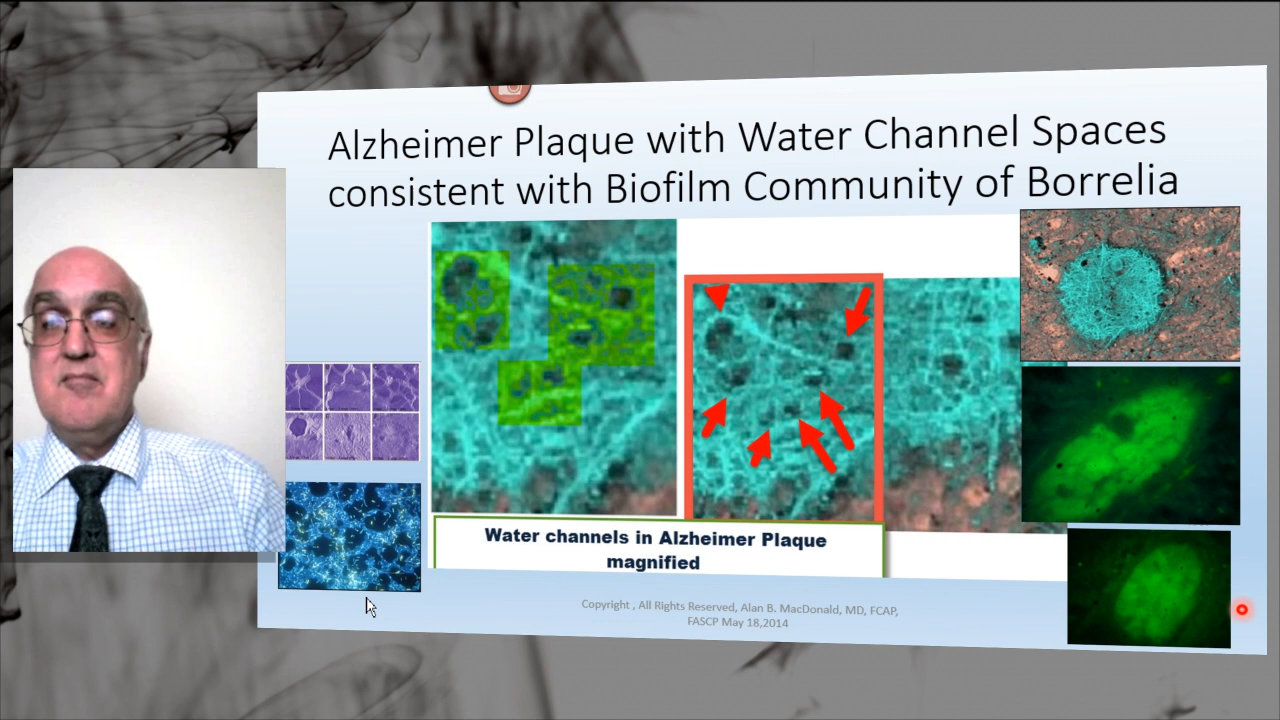 Alzheimer Plaque with Water Channel Spaces
consistent with Biofilm Community of Borrelia
Water channels in Alzheimer Plaque
magnified
Copyright , All Rights Reserved, Alan B. MacDonald, MD, FCAP,
FASCP May 18,2014